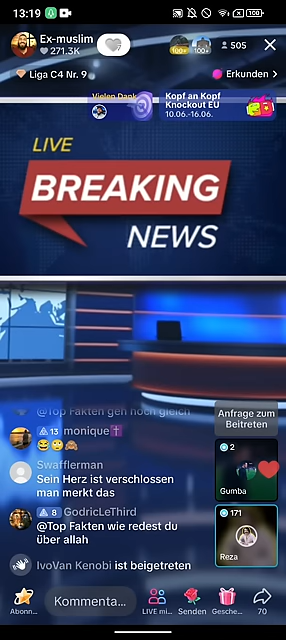 13:19
100
Ex-muslim
271.3K
100+
505
Liga C4 Nr. 9
Erkunden
Vielen Dank
Kopf an Kopf
Knockout EU
10.06.-16.06.
LIVE
BREAKING
NEWS
@Top Fakten geh noch gleich
13 monique
Swafflerman
Sein Herz ist verschlossen
man merkt das
8 GodricLeThird
@Top Fakten wie redest du
über allah
IvoVan Kenobi ist beigetreten
Anfrage zum
Beitreten
2
Gumba
171
Reza
Abonn...
Kommenta...
LIVE mi...
Senden
Gesche...
70